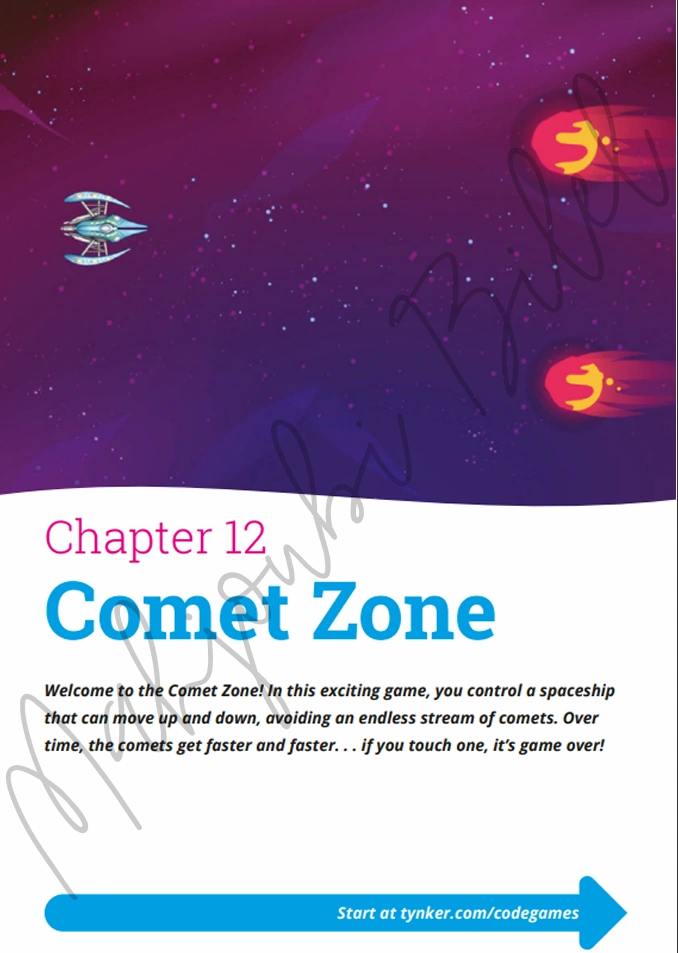 Chapter 12
Comet Zone
Welcome to the Comet Zone! In this exciting game, you control a spaceship
that can move up and down, avoiding an endless stream of comets. Over
time, the comets get faster and faster. . . if you touch one, it’s game over!
Start at tynker.com/codegames
Mahjoubi Bilel